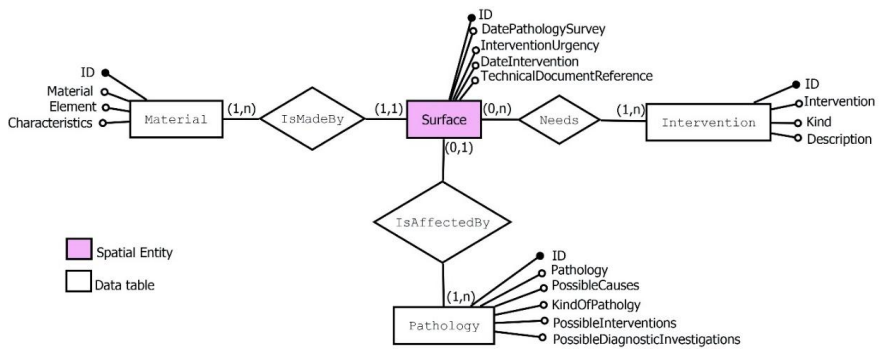 ID
DatePathologySurvey
InterventionUrgency
DateIntervention
TechnicalDocumentReference
ID
Material
Element
Characteristics
Material
(1,n)
IsMadeBy
(1,1)
Surface
(0,n)
(0,1)
Needs
(1,n)
Intervention
ID
Intervention
Kind
Description
IsAffectedBy
Spatial Entity
Data table
(1,n)
Pathology
ID
Pathology
PossibleCauses
KindOfPatholgy
PossibleInterventions
PossibleDiagnosticInvestigations